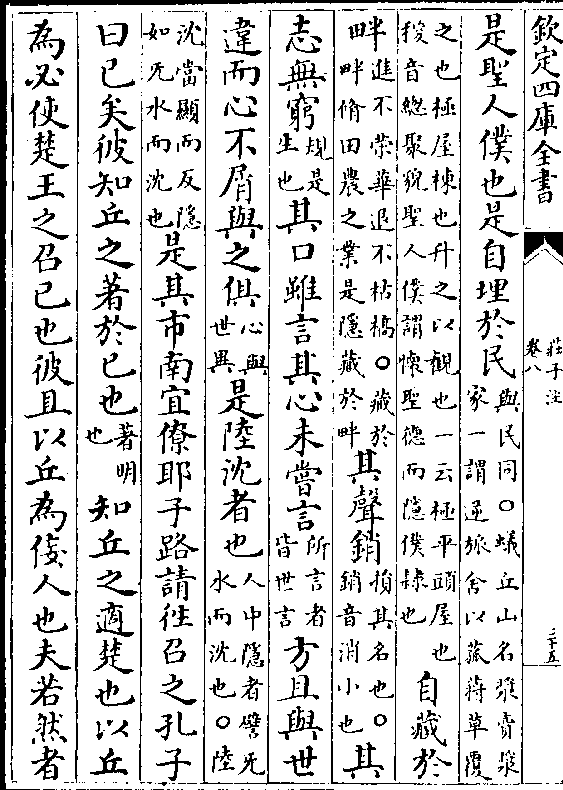 欽定四庫全書
莊子注
卷八
三十五
是聖人僕也是自埋於民與民同○蟻丘山名漿賣漿家一謂逆旅舍以菰蒋草覆
之也極屋棟也升之以觀也一云極平頭屋也稯音緫聚貌聖人僕謂懷聖德而隱僕隸也自藏於
畔進不榮華退不枯槁○藏於田畔脩田農之業是隱藏於畔其聲銷損其名也○銷音消小也其
志無窮規是生也其口雖言其心未嘗言所言者皆世言方且與世
違而心不屑與之俱心與世異是陸沈者也人中隱者譬旡水而沈也○陸
沈當顯而反隱如旡水而沈也是其市南宜僚耶子路請徃召之孔子
曰已矣彼知丘之著於已也著明也知丘之適楚也以丘
為必使楚王之召已也彼且以丘為佞人也夫若然者